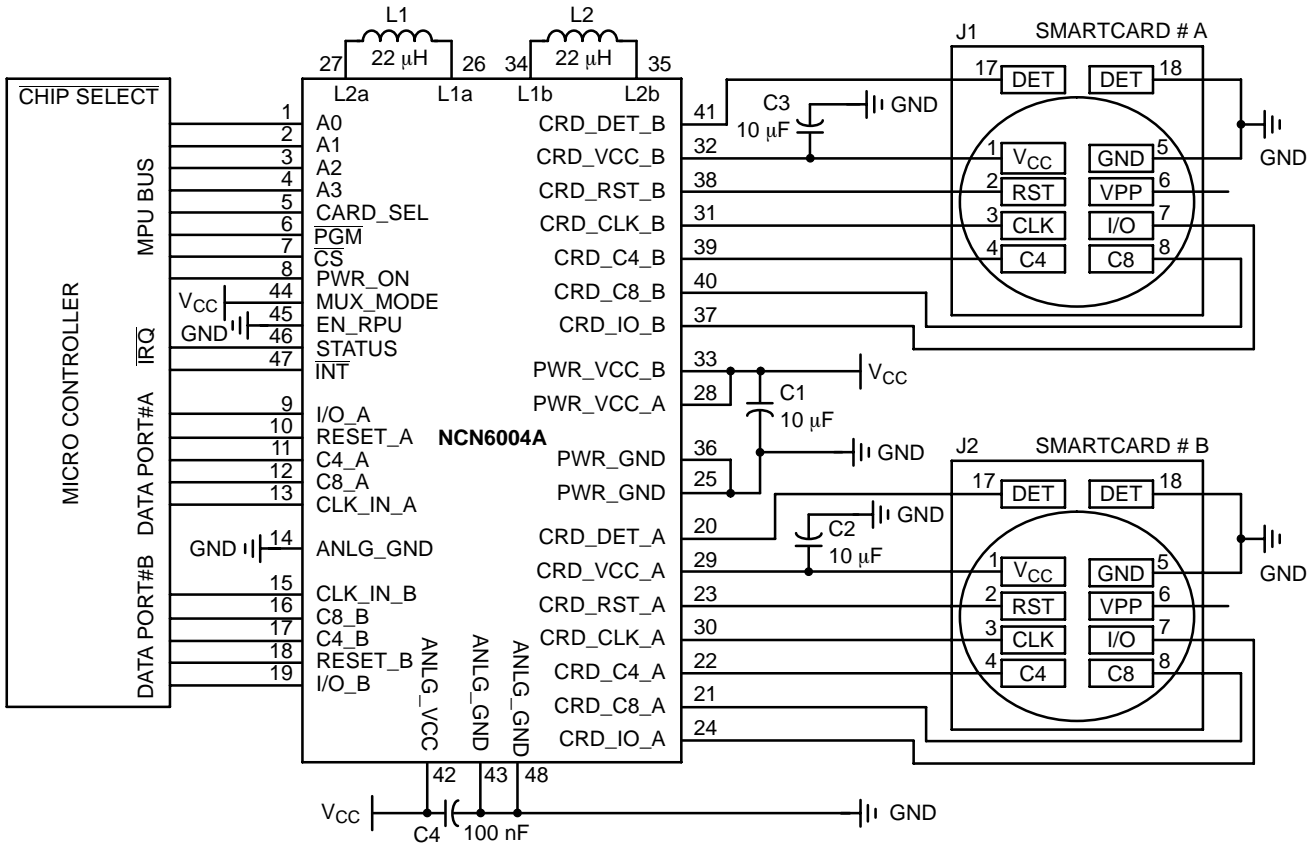 L1
22 μH
27
26
L2
22 μH
34
35
CHIP SELECT
MPU BUS
MICRO CONTROLLER
IRQ
DATA PORT#A
DATA PORT#B
1
2
3
4
5
6
7
8
VCC
44
GND
45
46
47
9
10
11
12
13
GND
14
15
16
17
18
19
L2a
L1a
L1b
L2b
A0
A1
A2
A3
CARD_SEL
PGM
CS
PWR_ON
MUX_MODE
EN_RPU
STATUS
INT
I/O_A
RESET_A
C4_A
C8_A
CLK_IN_A
ANLG_GND
CLK_IN_B
C8_B
C4_B
RESET_B
I/O_B
NCN6004A
ANLG_VCC
ANLG_GND
ANLG_GND
CRD_DET_B
CRD_VCC_B
CRD_RST_B
CRD_CLK_B
CRD_C4_B
CRD_C8_B
CRD_IO_B
PWR_VCC_B
PWR_VCC_A
PWR_GND
PWR_GND
CRD_DET_A
CRD_VCC_A
CRD_RST_A
CRD_CLK_A
CRD_C4_A
CRD_C8_A
CRD_IO_A
41
32
38
31
39
40
37
33
28
36
25
20
29
23
30
22
21
24
C3
10 μF
GND
VCC
C1
10 μF
GND
GND
C2
10 μF
J1
SMARTCARD # A
17
DET
DET
18
1
VCC
GND
5
2
RST
VPP
6
3
CLK
I/O
7
4
C4
C8
8
GND
J2
SMARTCARD # B
17
DET
DET
18
1
VCC
GND
5
2
RST
VPP
6
3
CLK
I/O
7
4
C4
C8
8
GND
42
43
48
VCC
C4
100 nF
GND